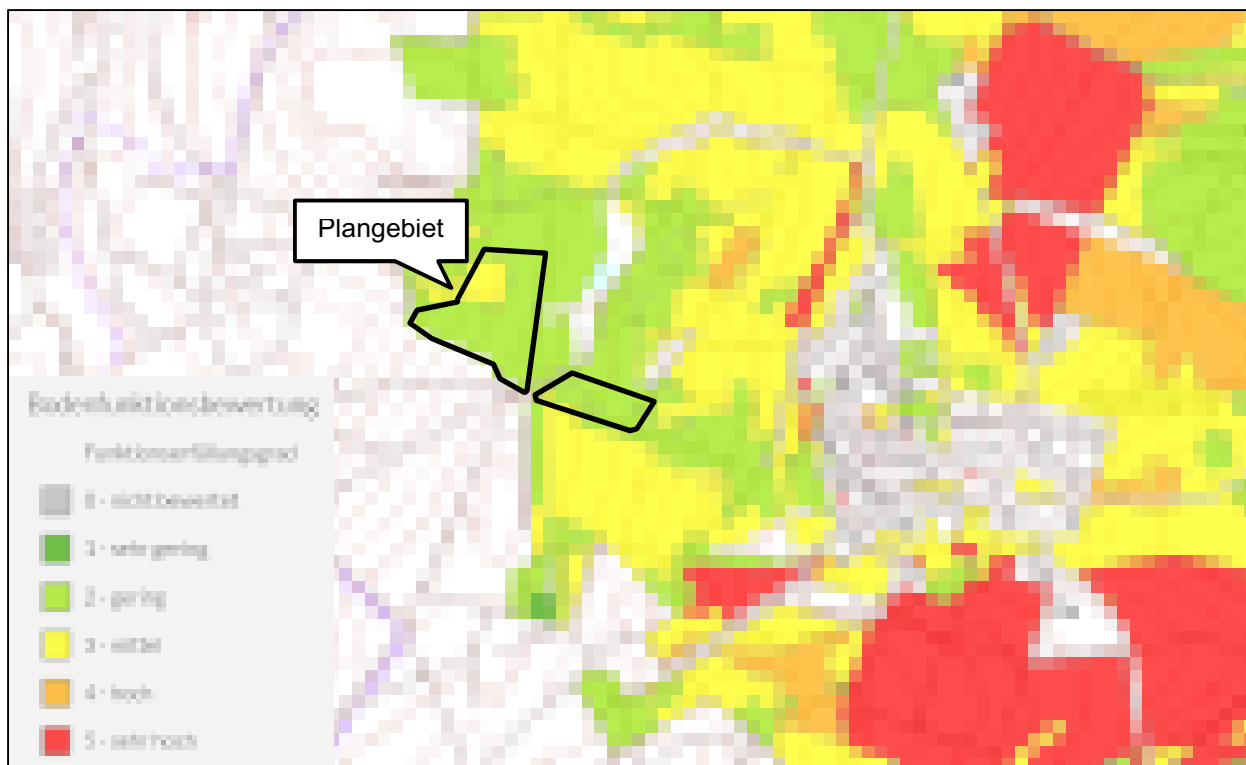 Plangebiet
Bodenfunktionsbewertung
Funktionserfüllungsgrad
0 - nicht bewertet
1 - sehr gering
2 - gering
3 - mittel
4 - hoch
5 - sehr hoch